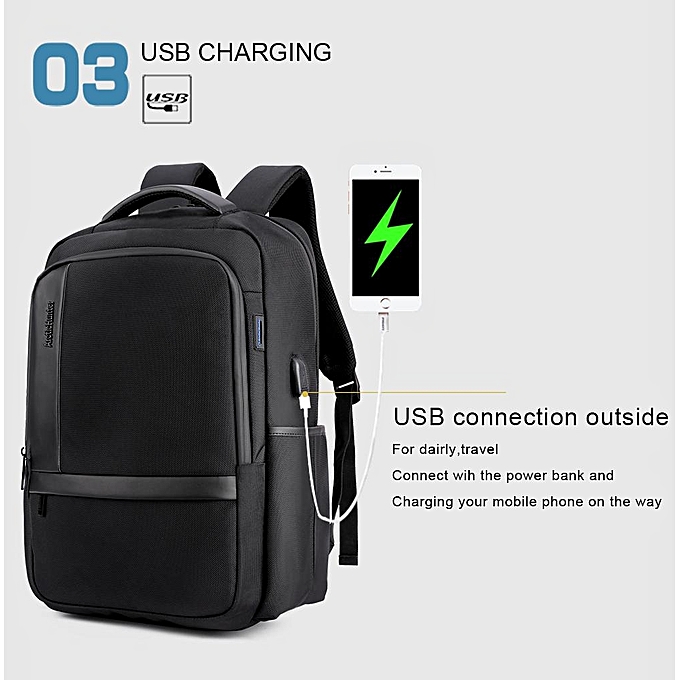 03
USB CHARGING
USB
USB connection outside
For dairly,travel
Connect wih the power bank and
Charging your mobile phone on the way